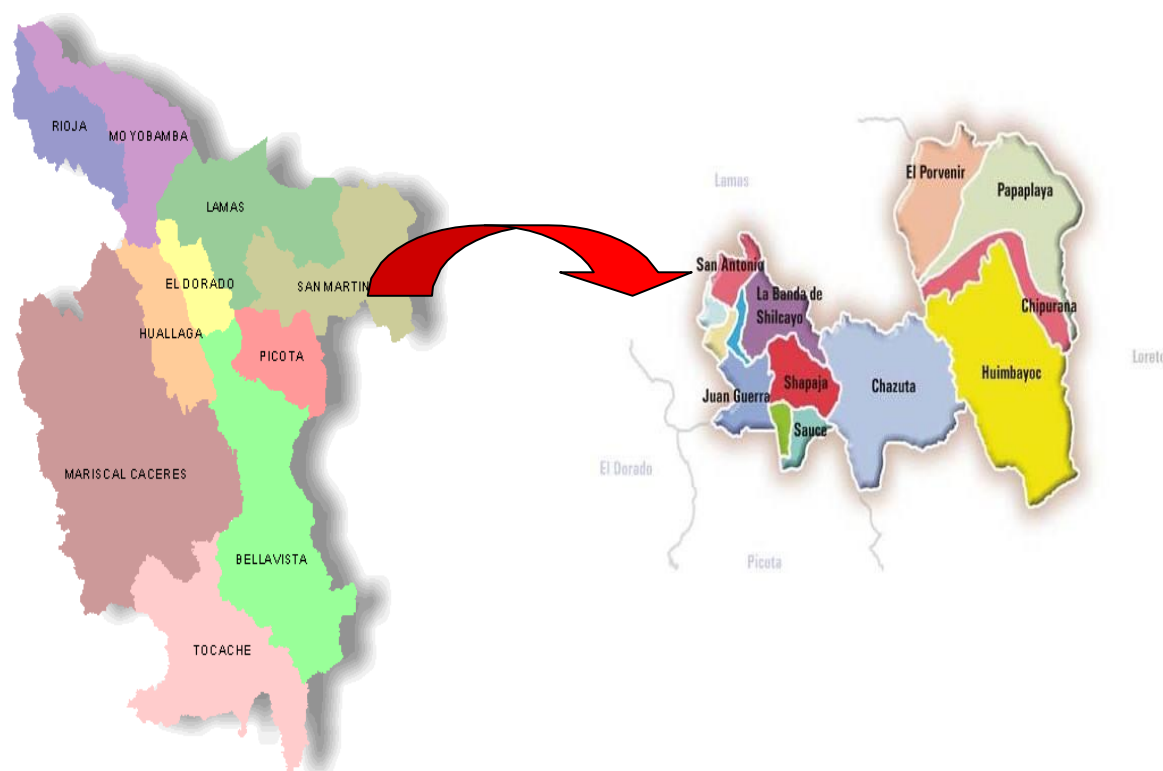 RIOJA
MOYOBAMBA
LAMAS
EL DORADO
SAN MARTIN
HUALLAGA
PICOTA
MARISCAL CACERES
BELLAVISTA
TOCACHE
El Porvenir
Papaplaya
Lamas
San Antonio
La Banda de
Shilcayo
Chipurana
Loreto
Huimbayoc
Shapaja
Chazuta
Juan Guerra
Sauce
El Dorado
Picota